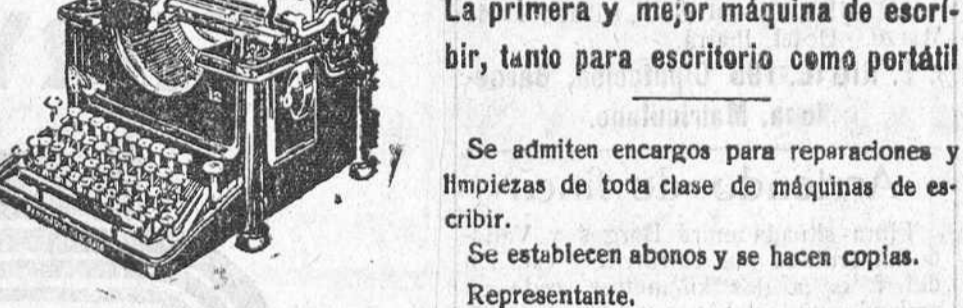 La primera y mejor máquina de escri-
bir, tanto para escritorio como portátil
Se admiten encargos para reparaciones y
limpiezas de toda clase de máquinas de es-
cribir.
Se establecen abonos y se hacen copias.
Representante.